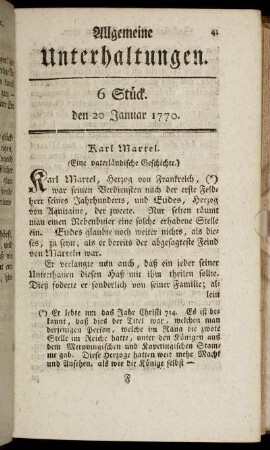 Allgemeine
41
Unterhaltungen.
6 Stück.
den 20 Januar 1770.
Karl Martel.
(Eine vaterländische Geschichte.)
Karl Martel, Herzog von Frankreich, (*)
war seinen Verdiensten nach der erste Feld-
herr seines Jahrhunderts, und Eudes, Herzog
von Aquitaine, der zweete. Nur selten räumt
man einem Nebenbuler eine solche erhabene Stelle
ein. Eudes glaubte noch weiter nichts, als die-
ses, zu seyn, als er bereits der abgesagteste Feind
von Marteln war.
Er verlangte nun auch, daß ein jeder seiner
Unterthanen diesen Haß mit ihm theilen sollte.
Dieß foderte er sonderlich von seiner Familie; al-
lein
(*) Er lebte um das Jahr Christi 714. Es ist be-
kannt, daß dies der Titel war, welchen man
derjenigen Person, welche im Rang die zwote
Stelle im Reiche hatte, unter den Königen aus
dem Merovingischen und Kapetingischen Stam-
me gab. Diese Herzoge hatten weit mehr Macht
und Ansehen, als wie die Könige selbst —
F